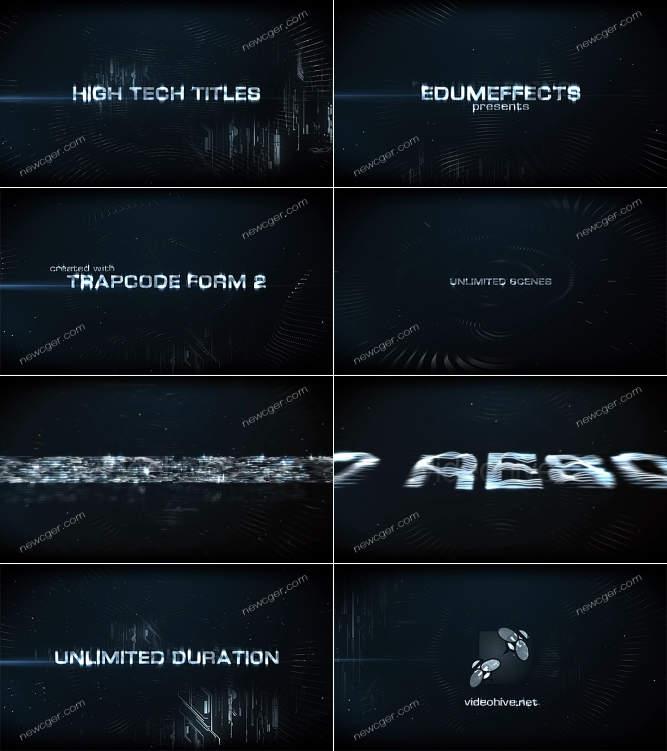 newcger.com
HIGH TECH TITLES
newcger.com
newcger.com
EDUMEFFECTS
presents
newcger.com
newcger.com
created with
TRAPCODE FORM 2
newcger.com
newcger.com
UNLIMITED SCENES
newcger.com
newcger.com
newcger.com
newcger.com
newcger.com
newcger.com
UNLIMITED DURATION
newcger.com
newcger.com
videohive.net
newcger.com